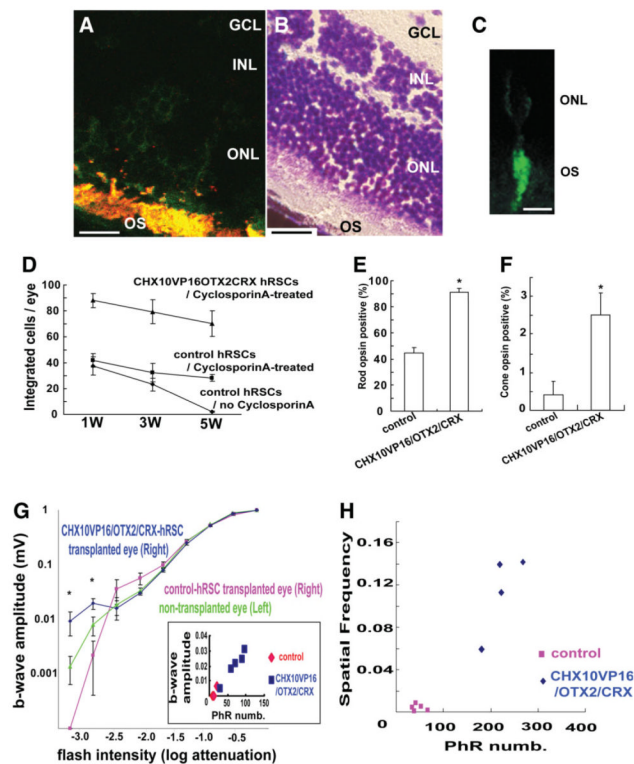 A
GCL
INL
ONL
OS
B
GCL
INL
ONL
OS
C
ONL
OS
D
Integrated cells / eye
100
80
60
40
20
0
CHX10VP16OTX2CRX hRSCs
/ CyclosporinA-treated
control hRSCs
/ CyclosporinA-treated
control hRSCs
/ no CyclosporinA
1W
3W
5W
E
Rod opsin positive (%)
100
80
60
40
20
0
*
control
CHX10VP16/OTX2/CRX
F
Cone opsin positive (%)
3
2
1
0
*
control
CHX10VP16/OTX2/CRX
G
b-wave amplitude (mV)
1
0.1
0.01
0.001
CHX10VP16/OTX2/CRX-hRSC
transplanted eye (Right)
* *
control-hRSC transplanted eye (Right)
non-transplanted eye (Left)
b-wave
amplitude
0.04
0.03
0.02
0.01
0
0 50 100 150
PhR numb.
control
CHX10VP16
/OTX2/CRX
-3.0 -2.5 -2.0 -1.5 -1.0 -0.5
flash intensity (log attenuation)
H
Spatial Frequency
0.16
0.12
0.08
0.04
control
CHX10VP16
/OTX2/CRX
0 100 200 300 400
PhR numb.